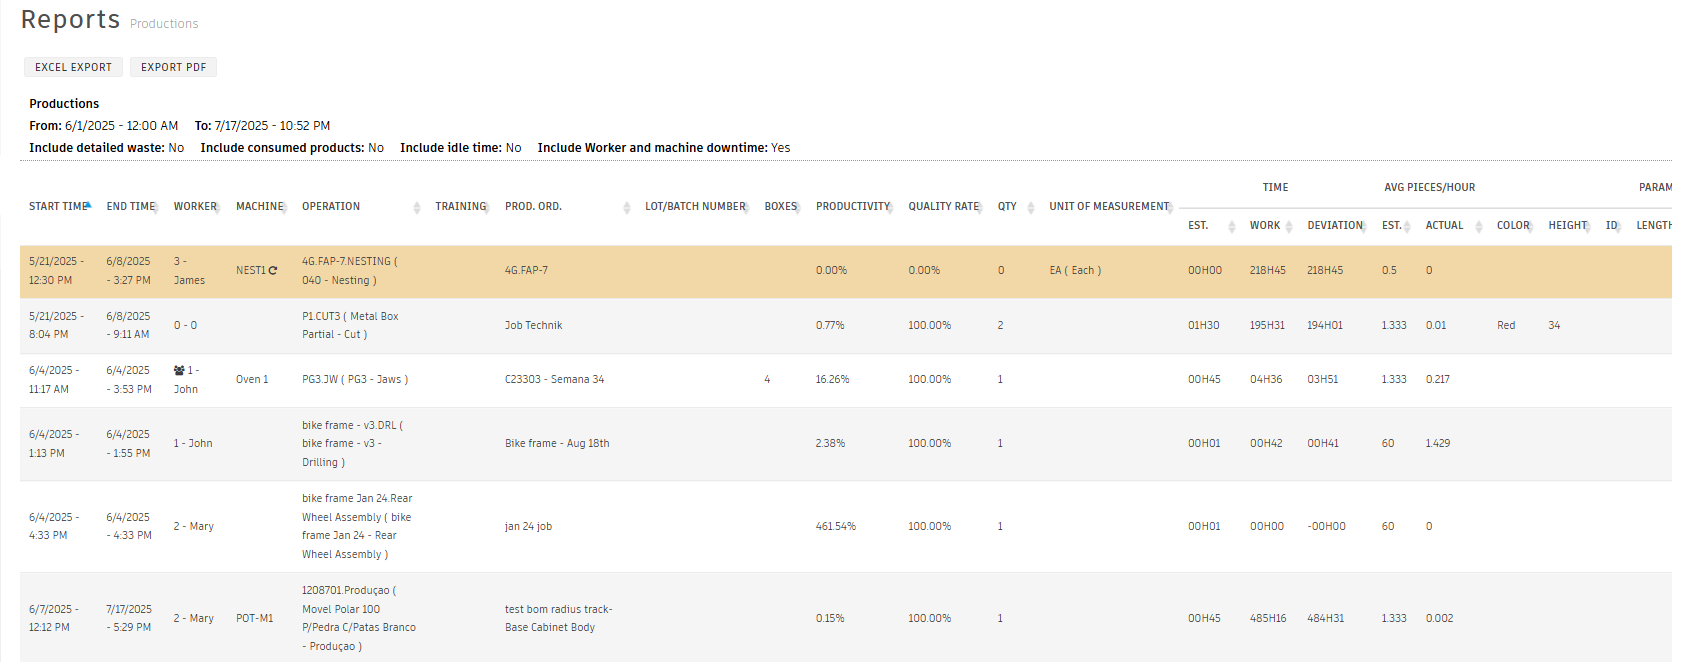 Reports Productions
EXCEL EXPORT EXPORT PDF
Productions
From: 6/1/2025 - 12:00 AM To: 7/17/2025 - 10:52 PM
Include detailed waste: No Include consumed products: No Include idle time: No Include Worker and machine downtime: Yes
TIME AVG PIECES/HOUR PARAM
START TIME END TIME WORKER MACHINE OPERATION TRAINING PROD. ORD. LOT/BATCH NUMBER BOXES PRODUCTIVITY QUALITY RATE QTY UNIT OF MEASUREMENT
EST. WORK DEVIATION EST. ACTUAL COLOR HEIGHT ID LENGTH
5/21/2025 - 6/8/2025 3 - 4G.FAP-7.NESTING (
NEST1 4G.FAP-7 0.00% 0.00% 0 EA ( Each ) 00H00 218H45 218H45 0.5 0
12:30 PM - 3:27 PM James 040 - Nesting )
5/21/2025 - 6/8/2025 P1.CUT3 ( Metal Box
0 - 0 Job Technik 0.77% 100.00% 2 01H30 195H31 194H01 1.333 0.01 Red 34
8:04 PM - 9:11 AM Partial - Cut )
6/4/2025 - 6/4/2025 1 -
Oven 1 PG3.JW ( PG3 - Jaws ) C23303 - Semana 34 4 16.26% 100.00% 1 00H45 04H36 03H51 1.333 0.217
11:17 AM - 3:53 PM John
bike frame - v3.DRL (
6/4/2025 - 6/4/2025
1 - John bike frame - v3 - Bike frame - Aug 18th 2.38% 100.00% 1 00H01 00H42 00H41 60 1.429
1:13 PM - 1:55 PM
Drilling )
bike frame Jan 24.Rear
6/4/2025 - 6/4/2025 Wheel Assembly ( bike
2 - Mary jan 24 job 461.54% 100.00% 1 00H01 00H00 -00H00 60 0
4:33 PM - 4:33 PM frame Jan 24 - Rear
Wheel Assembly )
1208701.Produçao (
6/7/2025 - 7/17/2025 Movel Polar 100 test bom radius track-
2 - Mary POT-M1 0.15% 100.00% 1 00H45 485H16 484H31 1.333 0.002
12:12 PM - 5:29 PM P/Pedra C/Patas Branco Base Cabinet Body
- Produçao )